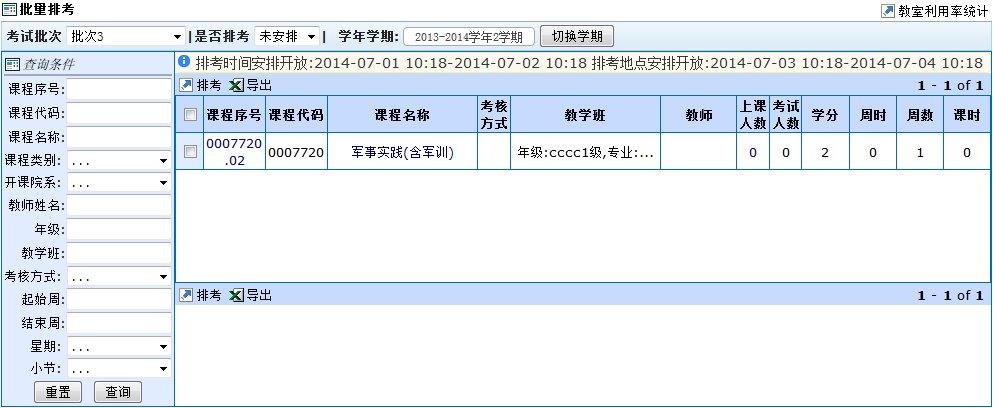 批量排考
教室利用率统计
考试批次 批次3 | 是否排考 未安排 | 学年学期: 2013-2014学年2学期 切换学期
查询条件
课程序号:
课程代码:
课程名称:
课程类别: ...
开课院系: ...
教师姓名:
年级:
教学班:
考核方式: ...
起始周:
结束周:
星期: ...
小节: ...
重置 查询
排考时间安排开放:2014-07-01 10:18-2014-07-02 10:18 排考地点安排开放:2014-07-03 10:18-2014-07-04 10:18
排考 导出 1 - 1 of 1
课程序号 课程代码 课程名称 考核方式 教学班 教师 上课人数 考试人数 学分 周时 周数 课时
0007720.02 0007720 军事实践(含军训) 年级:cccc1级,专业:... 0 0 2 0 1 0
排考 导出 1 - 1 of 1